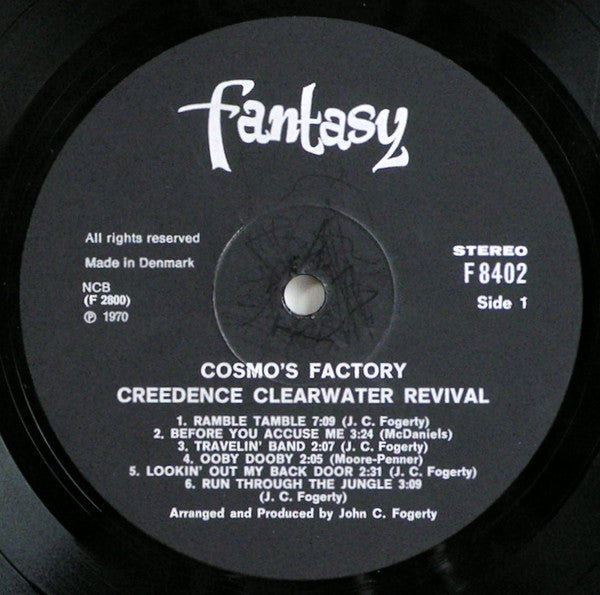 fantasy
All rights reserved
Made in Denmark
NCB
(F 2800)
℗ 1970
STEREO
F 8402
Side 1
COSMO'S FACTORY
CREEDENCE CLEARWATER REVIVAL
1. RAMBLE TAMBLE 7:09 (J. C. Fogerty)
2. BEFORE YOU ACCUSE ME 3:24 (McDaniels)
3. TRAVELIN' BAND 2:07 (J. C. Fogerty)
4. OOBY DOOBY 2:05 (Moore-Penner)
5. LOOKIN' OUT MY BACK DOOR 2:31 (J. C. Fogerty)
6. RUN THROUGH THE JUNGLE 3:09
(J. C. Fogerty)
Arranged and Produced by John C. Fogerty